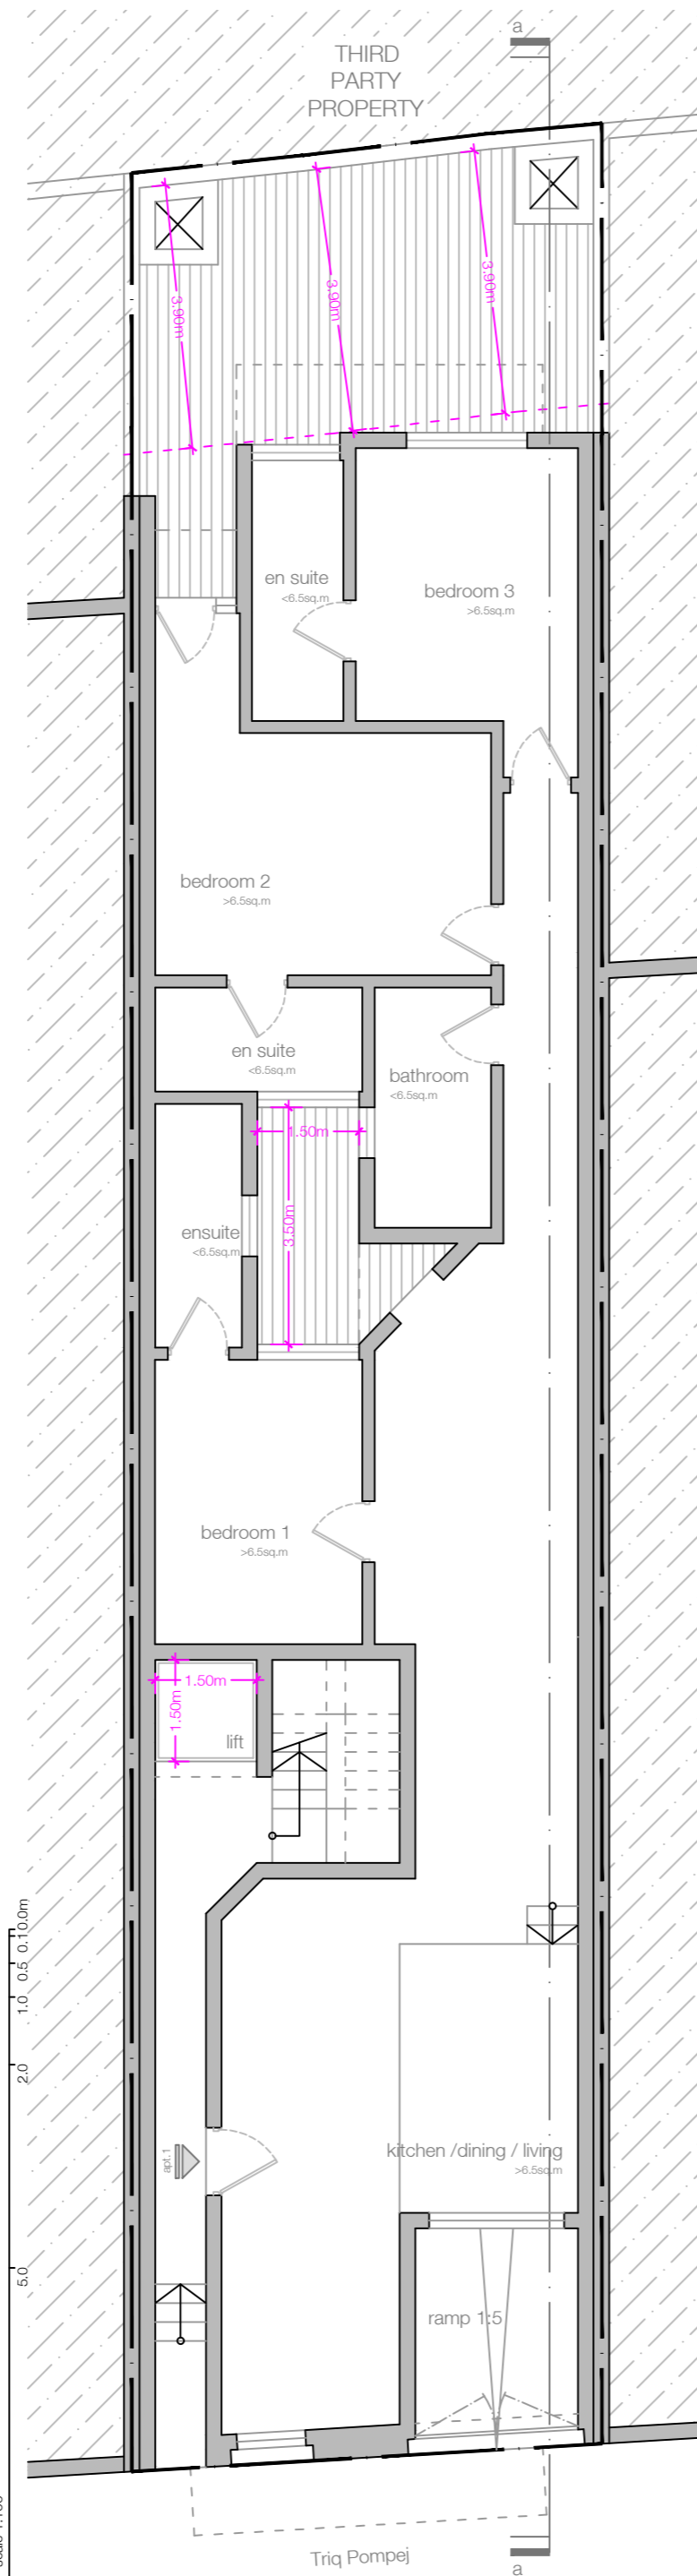 a
THIRD
PARTY
PROPERTY
3.90m
3.90m
3.90m
en suite
<6.5sq.m
bedroom 3
>6.5sq.m
bedroom 2
>6.5sq.m
en suite
<6.5sq.m
bathroom
<6.5sq.m
1.50m
3.50m
ensuite
<6.5sq.m
bedroom 1
>6.5sq.m
1.50m
1.50m
lift
0.0m
0.1
0.5
1.0
2.0
5.0
apt.1
kitchen /dining / living
>6.5sq.m
ramp 1:5
Triq Pompej
a